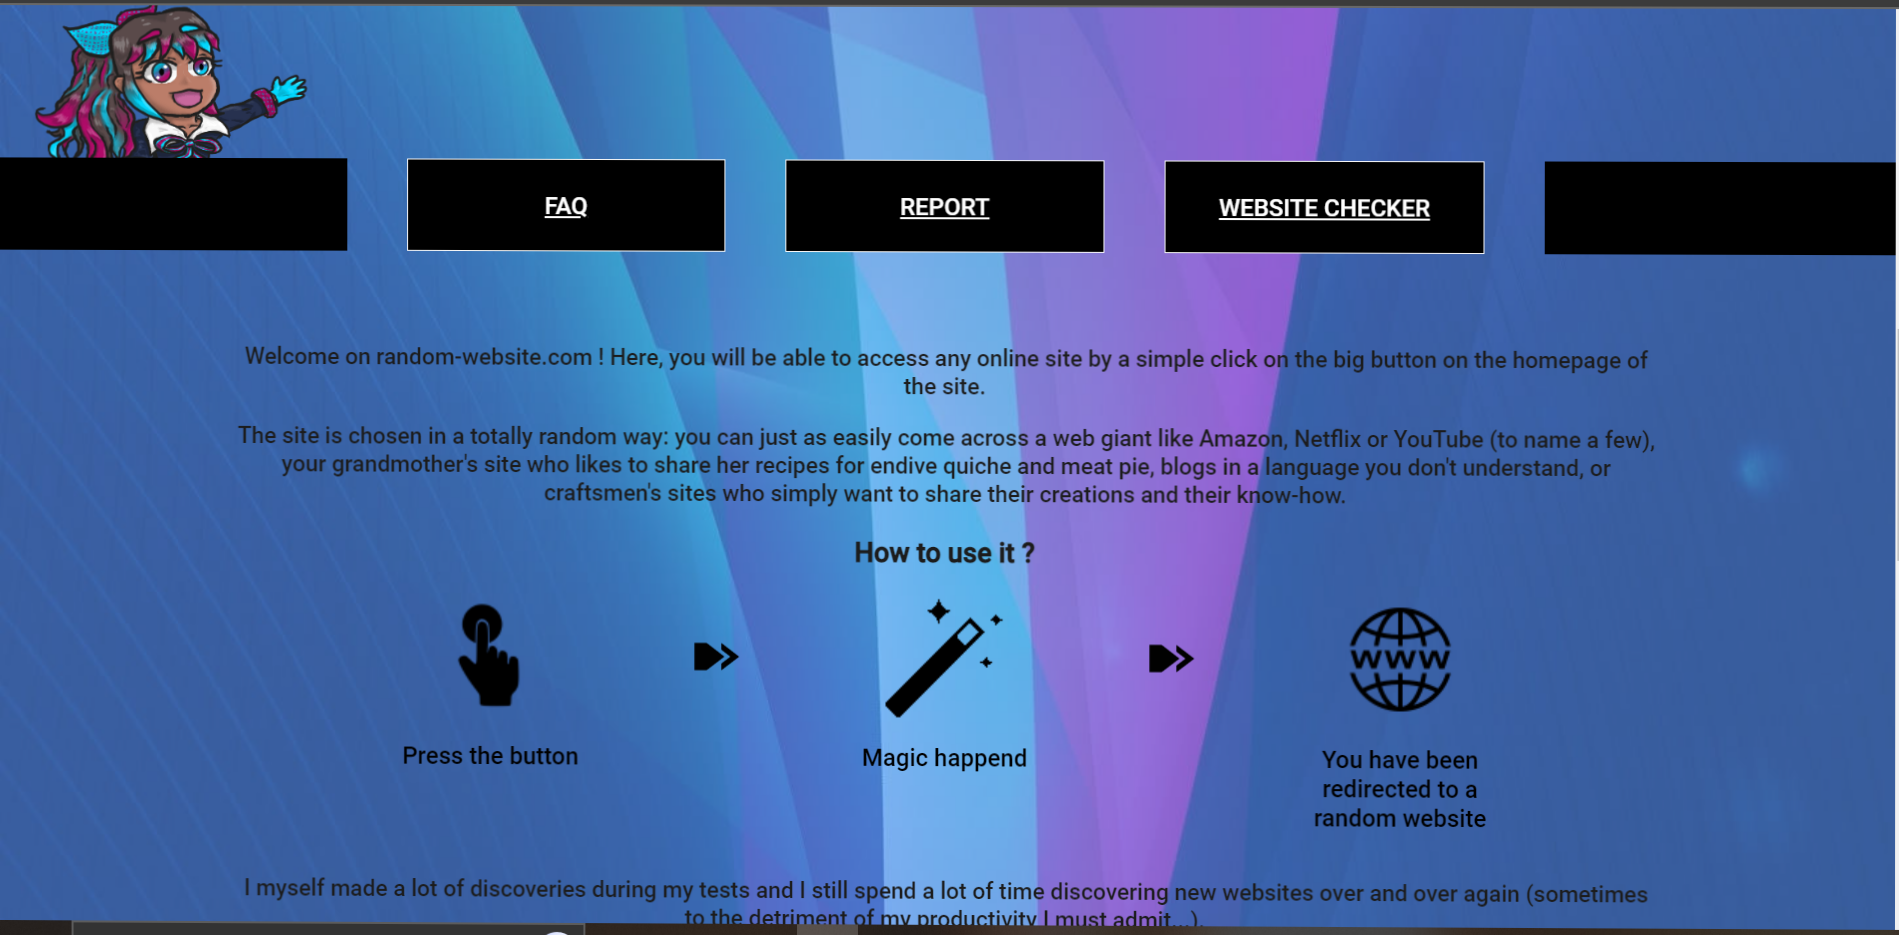 FAQ
REPORT
WEBSITE CHECKER
Welcome on random-website.com ! Here, you will be able to access any online site by a simple click on the big button on the homepage of
the site.
The site is chosen in a totally random way: you can just as easily come across a web giant like Amazon, Netflix or YouTube (to name a few),
your grandmother's site who likes to share her recipes for endive quiche and meat pie, blogs in a language you don't understand, or
craftsmen's sites who simply want to share their creations and their know-how.
How to use it ?
WWW
Press the button
Magic happend
You have been
redirected to a
random website
I myself made a lot of discoveries during my tests and I still spend a lot of time discovering new websites over and over again (sometimes
to the detriment of my productivity I must admit...).